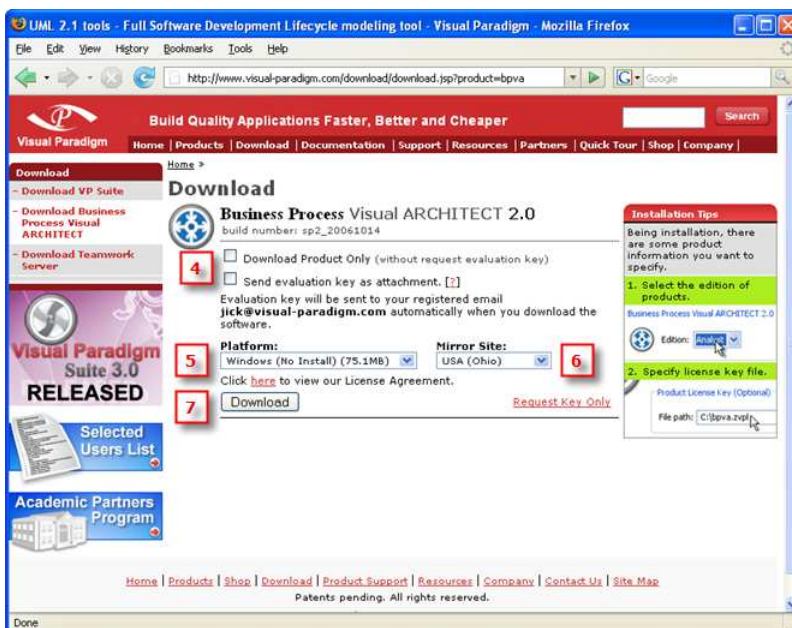 UML 2.1 tools - Full Software Development Lifecycle modeling tool - Visual Paradigm - Mozilla Firefox
File Edit View History Bookmarks Tools Help
http://www.visual-paradigm.com/download/download.jsp?product=bpva
Google
Visual Paradigm
Build Quality Applications Faster, Better and Cheaper
Search
Home | Products | Download | Documentation | Support | Resources | Partners | Quick Tour | Shop | Company |
Download
- Download VP Suite
- Download Business
Process Visual
ARCHITECT
- Download Teamwork
Server
Visual Paradigm
Suite 3.0
RELEASED
Selected
Users List
Academic Partners
Program
Home >
Download
Business Process Visual ARCHITECT 2.0
build number: sp2_20061014
4
Download Product Only (without request evaluation key)
Send evaluation key as attachment. [?]
Evaluation key will be sent to your registered email
jick@visual-paradigm.com automatically when you download the
software.
Platform: Mirror Site:
5 Windows (No Install) (75.1MB) USA (Ohio) 6
Click here to view our License Agreement.
7 Download Request Key Only
Installation Tips
Being installation, there
are some product
information you want to
specify.
1. Select the edition of
products.
Business Process Visual ARCHITECT 2.0
Edition: Analyst
2. Specify license key file.
Product License Key (Optional)
File path: C:\bpva.zvpl
Home | Products | Shop | Download | Product Support | Resources | Company | Contact Us | Site Map
Patents pending. All rights reserved.
Done